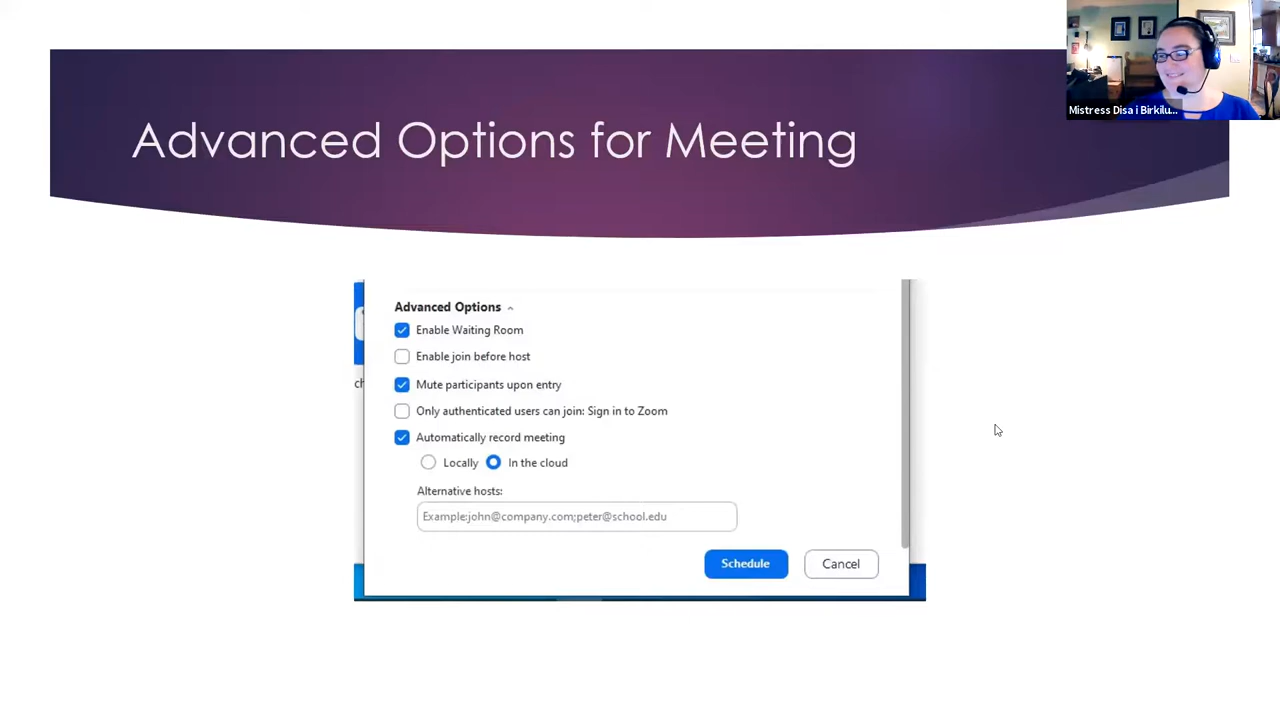 Mistress Disa i Birkilu...
Advanced Options for Meeting
Advanced Options
Enable Waiting Room
Enable join before host
ch
Mute participants upon entry
Only authenticated users can join: Sign in to Zoom
Automatically record meeting
Locally In the cloud
Alternative hosts:
Example:john@company.com;peter@school.edu
Schedule Cancel